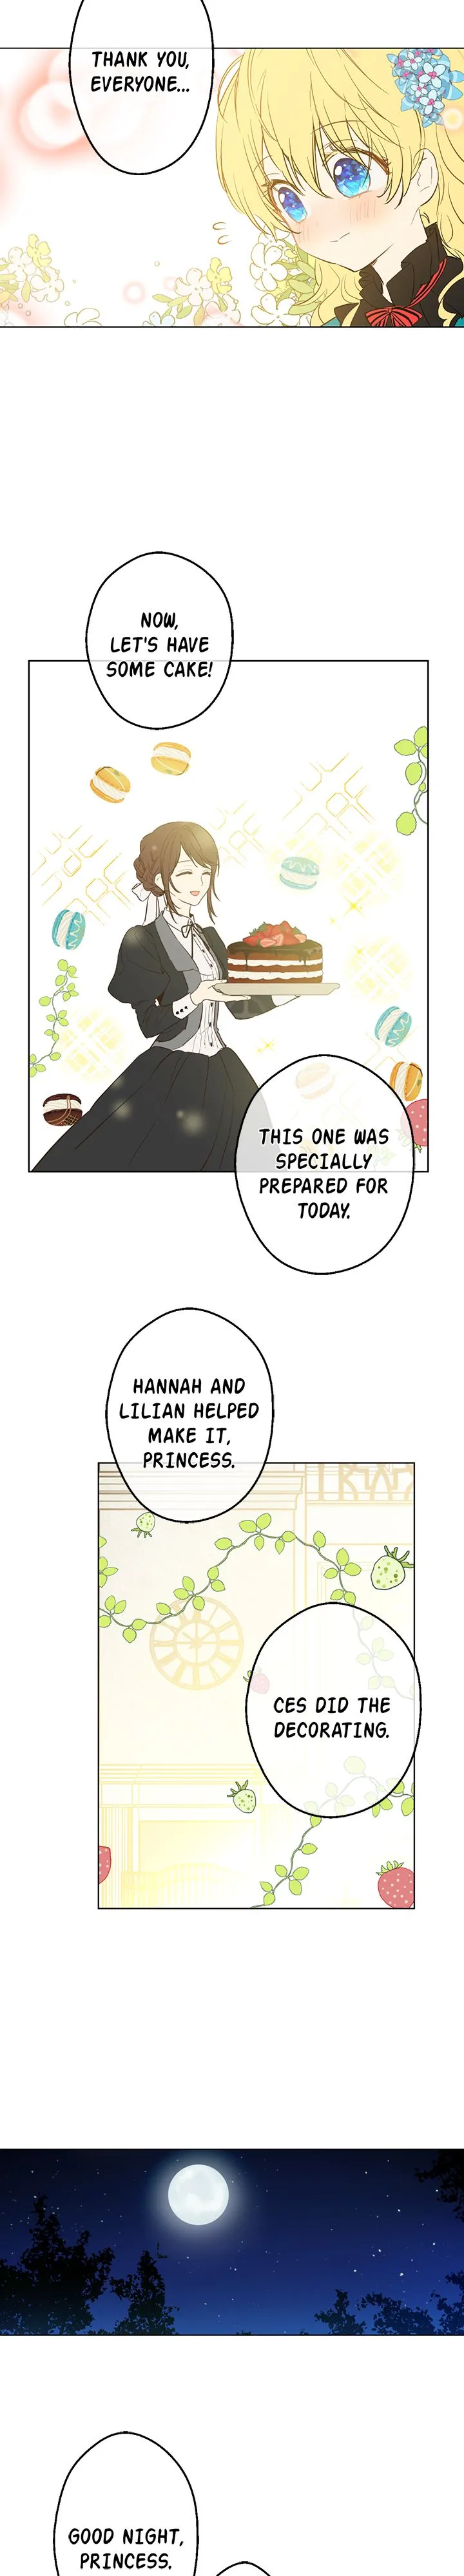 THANK YOU,
EVERYONE...
NOW,
LET'S HAVE
SOME CAKE!
THIS ONE WAS
SPECIALLY
PREPARED FOR
TODAY.
HANNAH AND
LILIAN HELPED
MAKE IT,
PRINCESS.
CES DID THE
DECORATING.
GOOD NIGHT,
PRINCESS.